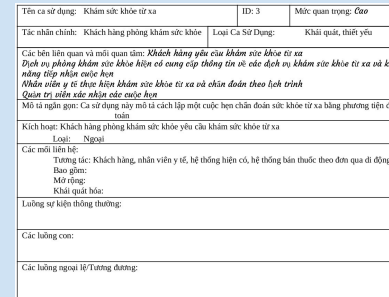 Tên ca sử dụng: Khám sức khỏe từ xa ID: 3 Mức quan trọng: Cao
Tác nhân chính: Khách hàng phòng khám sức khỏe Loại Ca Sử Dụng: Khái quát, thiết yếu
Các bên liên quan và mối quan tâm: Khách hàng yêu cầu khám sức khỏe từ xa
Dịch vụ phòng khám sức khỏe hiện có cung cấp thông tin về các dịch vụ khám sức khỏe từ xa và
năng tiếp nhận cuộc hẹn
Nhân viên y tế thực hiện khám sức khỏe từ xa và chẩn đoán theo lịch trình
Quản trị viên xác nhận các cuộc hẹn
Mô tả ngắn gọn: Ca sử dụng này mô tả cách lập một cuộc hẹn chẩn đoán sức khỏe từ xa bằng phương tiện
toán
Kích hoạt: Khách hàng phòng khám sức khỏe yêu cầu khám sức khỏe từ xa
Loại: Ngoại
Các mối liên hệ:
Tương tác: Khách hàng, nhân viên y tế, hệ thống hiện có, hệ thống bán thuốc theo đơn qua di động
Bao gồm:
Mở rộng:
Khái quát hóa:
Luồng sự kiện thông thường:
Các luồng con:
Các luồng ngoại lệ/Tương đương: